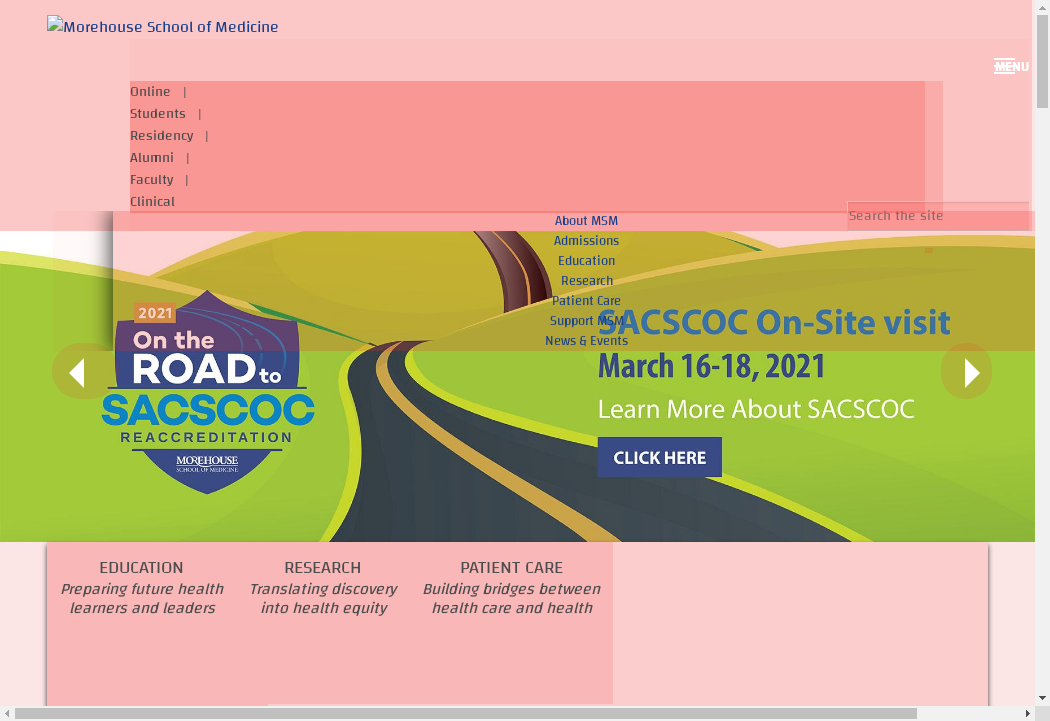 Morehouse School of Medicine
MENU
Online |
Students |
Residency |
Alumni |
Faculty |
Clinical
Search the site
About MSM
Admissions
Education
Research
Patient Care
Support MSM
News & Events
2021
On the
ROAD to
SACSCOC
REACCREDITATION
MOREHOUSE
SCHOOL OF MEDICINE
SACSCOC On-Site visit
March 16-18, 2021
Learn More About SACSCOC
CLICK HERE
EDUCATION
Preparing future health
learners and leaders
RESEARCH
Translating discovery
into health equity
PATIENT CARE
Building bridges between
health care and health